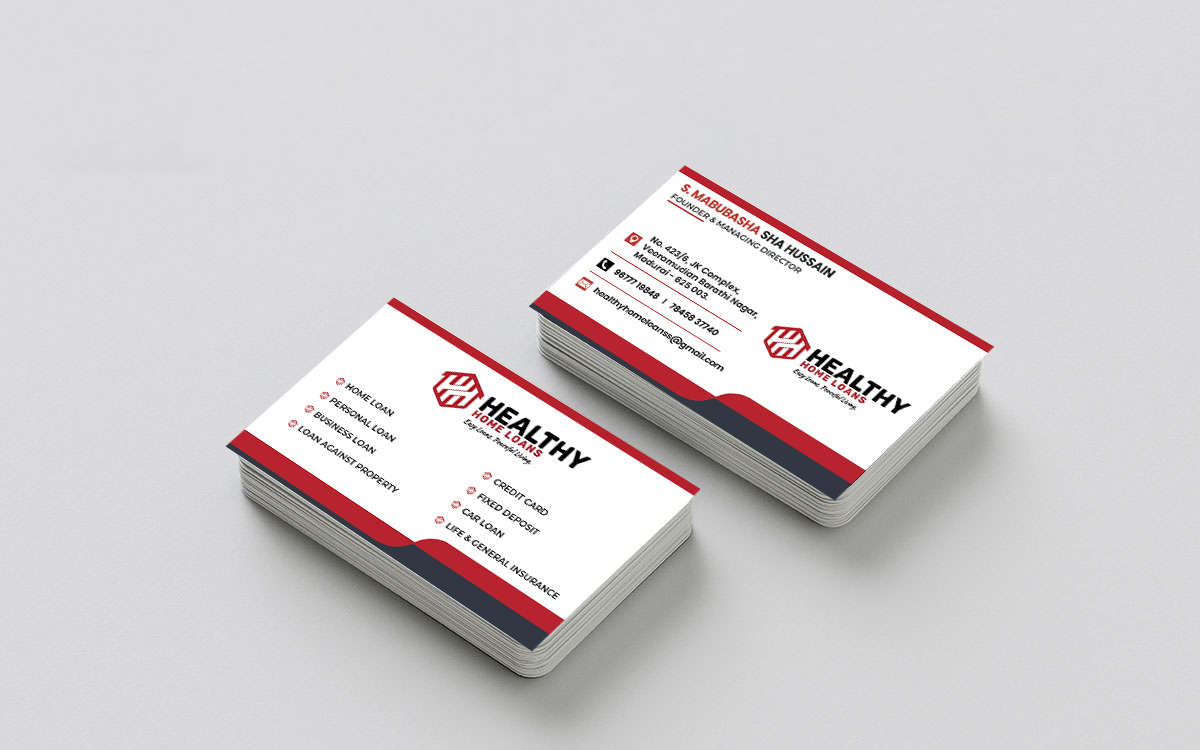 S. MABUBASHA SHA HUSSAIN
FOUNDER & MANAGING DIRECTOR
No. 423/6, JK Complex,
Veeramudian Barathi Nagar,
Madurai - 625 003.
96777 18848 | 78458 37740
healthyhomeloanss@gmail.com
HEALTHY
HOME LOANS
Easy Loans. Peaceful Living.
HEALTHY
HOME LOANS
Easy Loans. Peaceful Living.
HOME LOAN
PERSONAL LOAN
BUSINESS LOAN
LOAN AGAINST PROPERTY
CREDIT CARD
FIXED DEPOSIT
CAR LOAN
LIFE & GENERAL INSURANCE